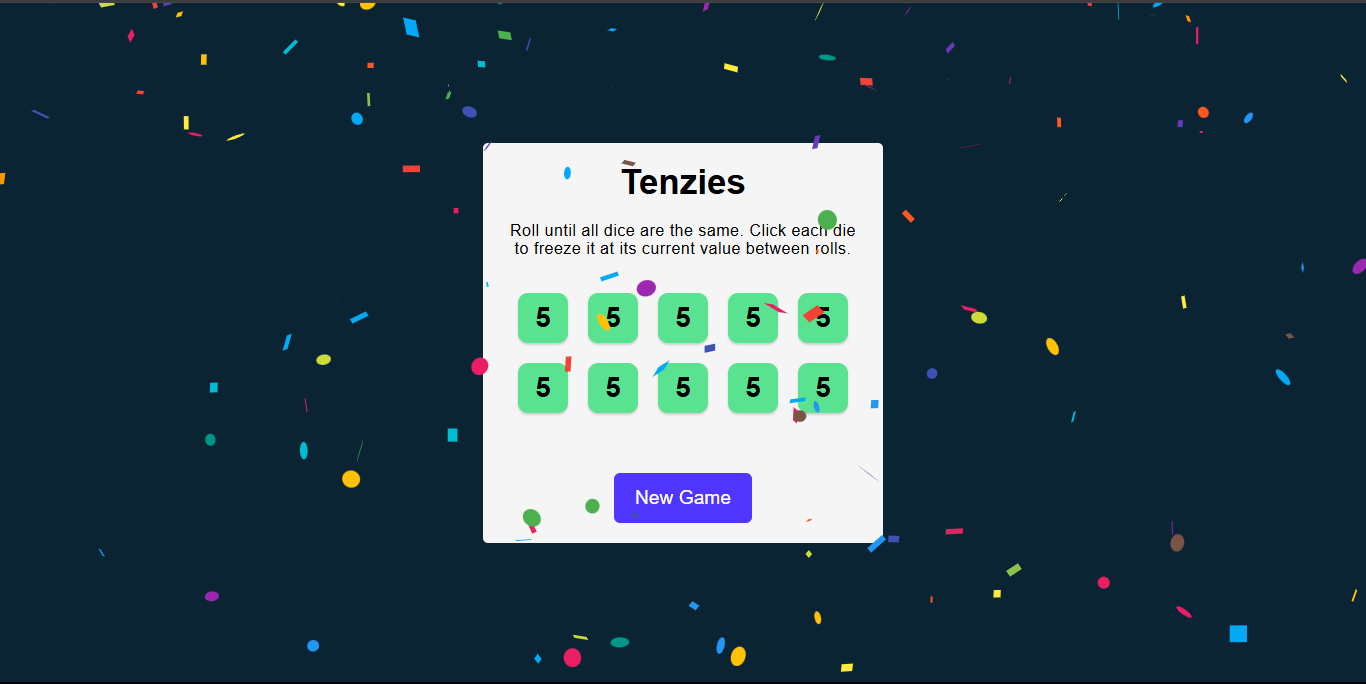 Tenzies
Roll until all dice are the same. Click each die
to freeze it at its current value between rolls.
5 5 5 5 5
5 5 5 5 5
New Game